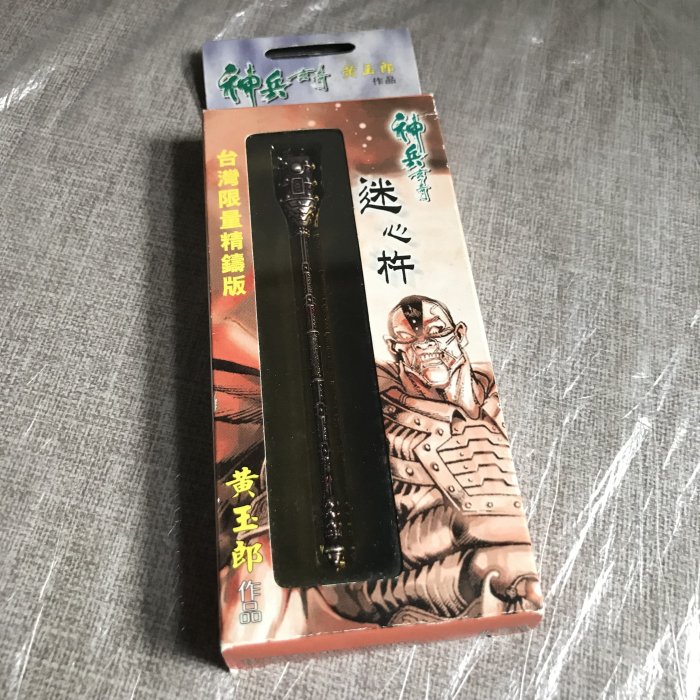 神兵玄奇 黃玉郎
作品
神兵玄奇
迷心杵
台灣限量精鑄版
黃玉郎
作品